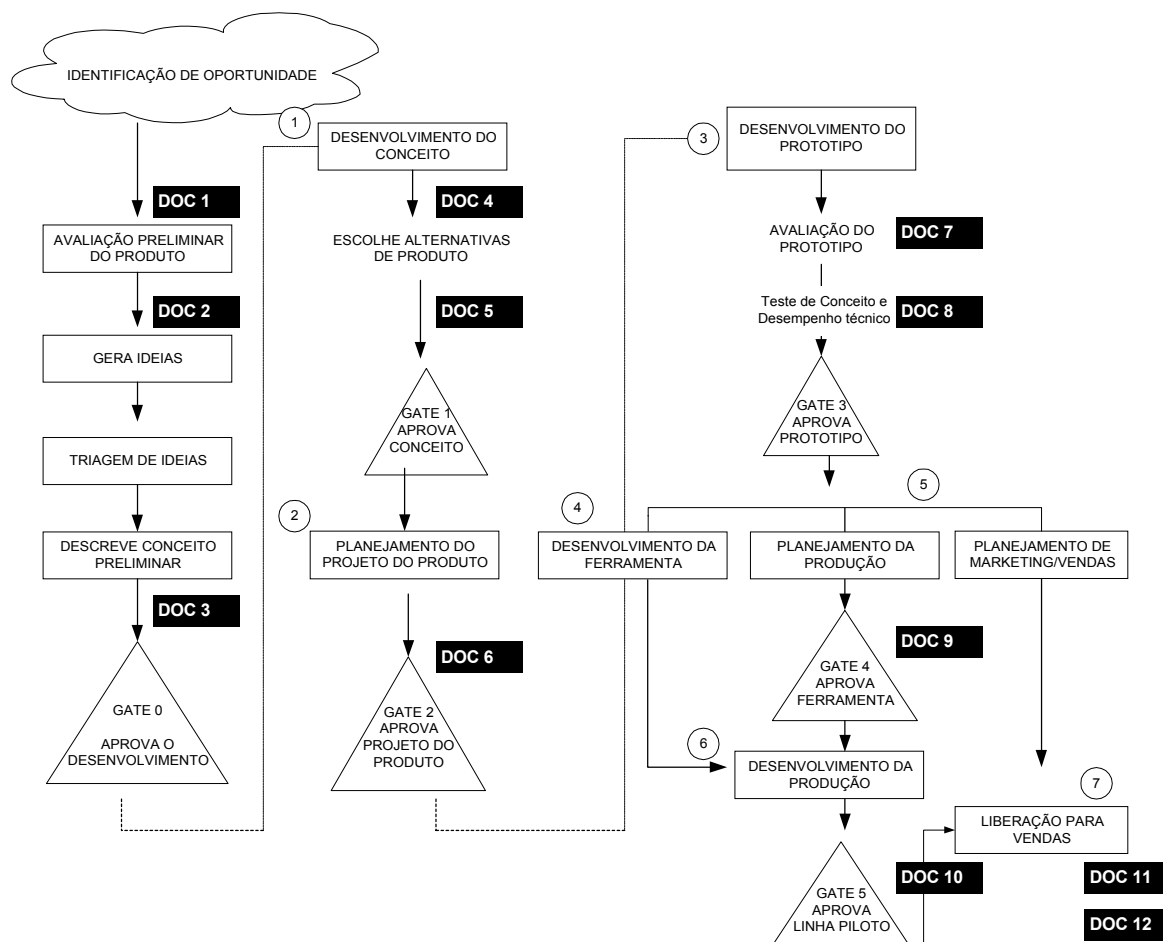 IDENTIFICAÇÃO DE OPORTUNIDADE
DOC 1
AVALIAÇÃO PRELIMINAR
DO PRODUTO
DOC 2
GERA IDEIAS
TRIAGEM DE IDEIAS
DESCREVE CONCEITO
PRELIMINAR
DOC 3
GATE 0
APROVA O
DESENVOLVIMENTO
1
DESENVOLVIMENTO DO
CONCEITO
DOC 4
ESCOLHE ALTERNATIVAS
DE PRODUTO
DOC 5
GATE 1
APROVA
CONCEITO
2
PLANEJAMENTO DO
PROJETO DO PRODUTO
DOC 6
GATE 2
APROVA
PROJETO DO
PRODUTO
3
DESENVOLVIMENTO DO
PROTOTIPO
AVALIAÇÃO DO
PROTOTIPO
DOC 7
Teste de Conceito e
Desempenho técnico
DOC 8
GATE 3
APROVA
PROTOTIPO
5
4
DESENVOLVIMENTO DA
FERRAMENTA
PLANEJAMENTO DA
PRODUÇÃO
PLANEJAMENTO DE
MARKETING/VENDAS
DOC 9
GATE 4
APROVA
FERRAMENTA
6
DESENVOLVIMENTO DA
PRODUÇÃO
7
LIBERAÇÃO PARA
VENDAS
GATE 5
APROVA
LINHA PILOTO
DOC 10
DOC 11
DOC 12